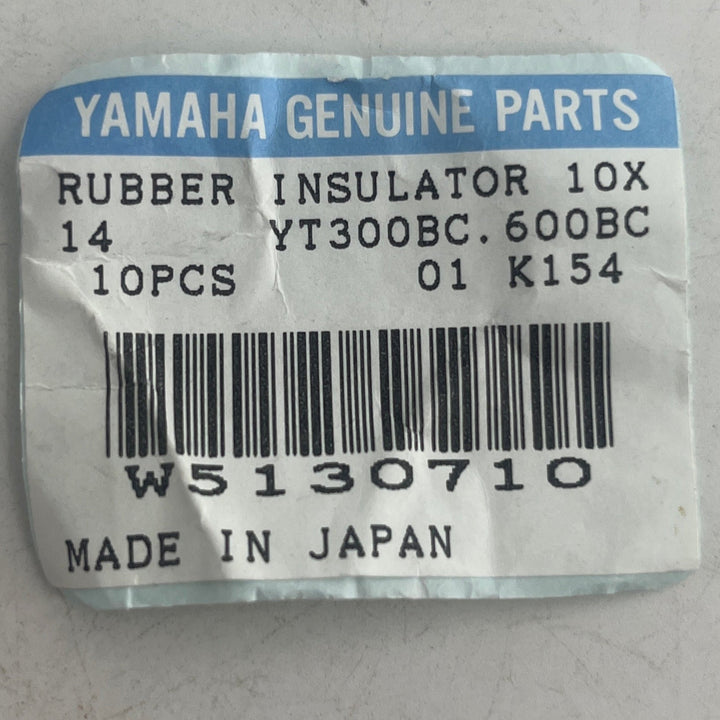 YAMAHA GENUINE PARTS
RUBBER INSULATOR 10X
14 YT300BC.600BC
10PCS 01 K154
W5130710
MADE IN JAPAN